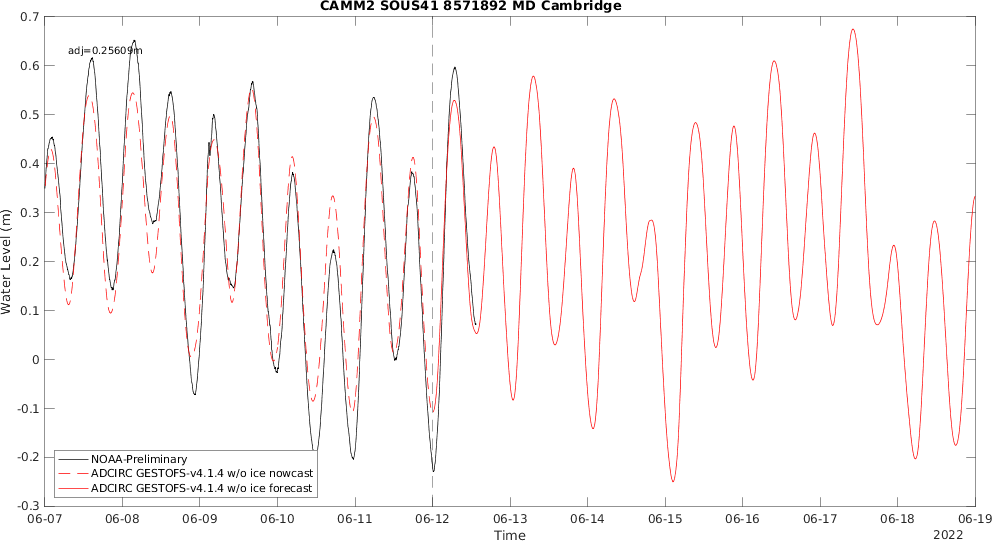 CAMM2 SOUS41 8571892 MD Cambridge
adj=0.25609m
Water Level (m)
0.7
0.6
0.5
0.4
0.3
0.2
0.1
0
-0.1
-0.2
-0.3
NOAA-Preliminary
ADCIRC GESTOFS-v4.1.4 w/o ice nowcast
ADCIRC GESTOFS-v4.1.4 w/o ice forecast
06-07 06-08 06-09 06-10 06-11 06-12 06-13 06-14 06-15 06-16 06-17 06-18 06-19
Time
2022